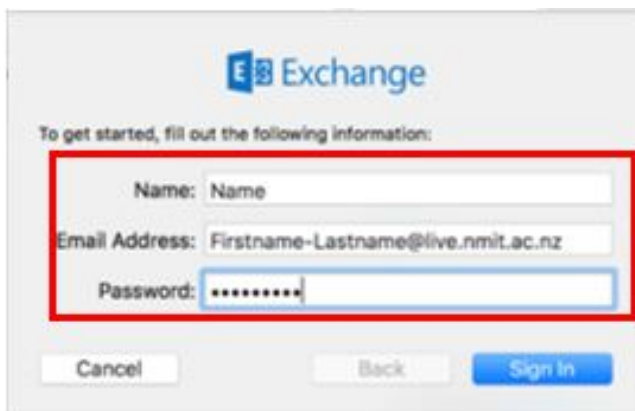 Exchange
To get started, fill out the following information:
Name: Name
Email Address: Firstname-Lastname@live.nmit.ac.nz
Password: •••••••••
Cancel Back Sign In